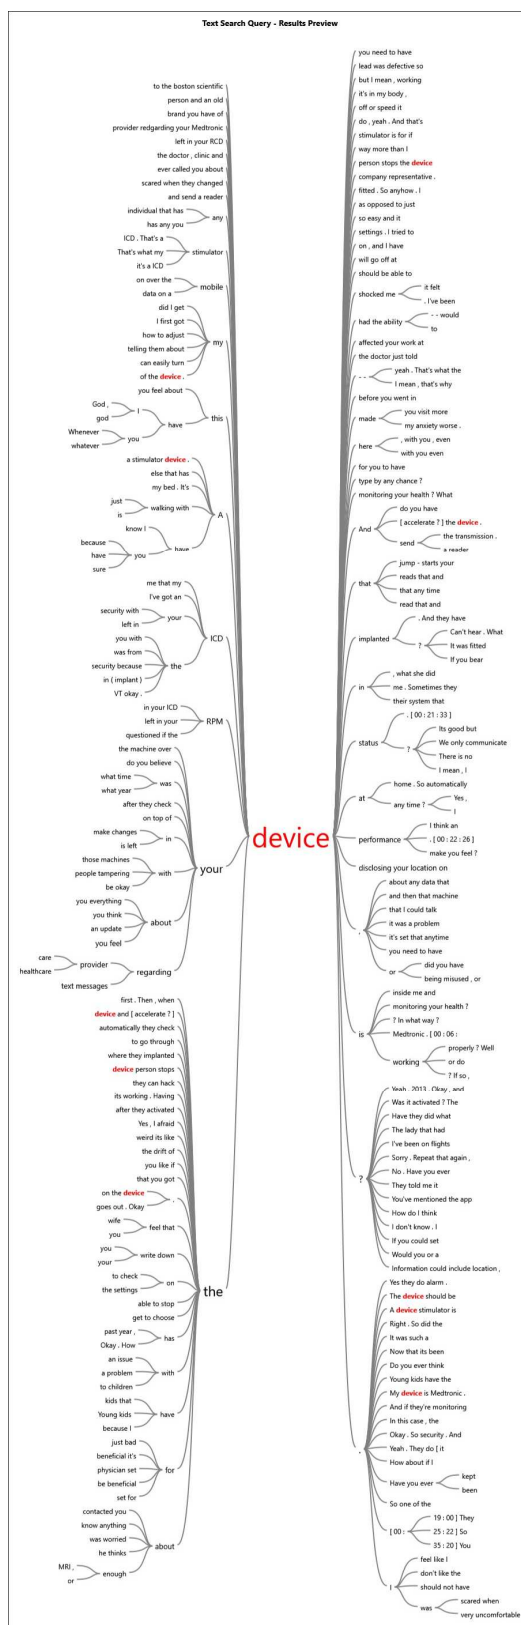 Text Search Query - Results Preview
to the boston scientific
person and an old
brand you have of
provider redgarding your Medtronic
left in your RCD
the doctor , clinic and
ever called you about
scared when they changed
and send a reader
individual that has
has any you
any
ICD . That's a
That's what my
it's a ICD
stimulator
on over the
data on a
mobile
did I get
I first got
how to adjust
telling them about
can easily turn
of the device .
my
you feel about
God ,
god
I
Whenever
whatever
you
have
this
a stimulator device .
else that has
my bed . It's
just
is
walking with
know I
because
have
sure
you
have
A
me that my
I've got an
security with
left in
your
you with
was from
security because
in ( implant )
VT okay .
the
ICD
in your ICD
left in your
questioned if the
RPM
the machine over
do you believe
what time
what year
was
after they check
on top of
make changes
is left
in
those machines
people tampering
be okay
with
you everything
you think
an update
you feel
about
care
healthcare
provider
text messages
regarding
your
first . Then , when
device and [ accelerate ? ]
automatically they check
to go through
where they implanted
device person stops
they can hack
its working . Having
after they activated
Yes , I afraid
weird its like
the drift of
you like if
that you got
on the device
goes out . Okay
,
wife
you
feel that
you
your
write down
to check
the settings
on
able to stop
get to choose
past year ,
Okay . How
has
an issue
a problem
to children
with
kids that
Young kids
because I
have
just bad
beneficial it's
physician set
be beneficial
set for
for
contacted you
know anything
was worried
he thinks
MRI ,
or
enough
about
the
device
you need to have
lead was defective so
but I mean , working
it's in my body ,
off or speed it
do , yeah . And that's
stimulator is for if
way more than I
person stops the device
company representative .
fitted . So anyhow . I
as opposed to just
so easy and it
settings . I tried to
on , and I have
will go off at
should be able to
shocked me
it felt
. I've been
had the ability
- - would
to
affected your work at
the doctor just told
- -
yeah . That's what the
I mean , that's why
before you went in
made
you visit more
my anxiety worse .
here
, with you , even
with you even
for you to have
type by any chance ?
monitoring your health ? What
And
do you have
[ accelerate ? ] the device .
send
the transmission .
a reader
that
jump - starts your
reads that and
that any time
read that and
implanted
. And they have
?
Can't hear . What
It was fitted
If you bear
in
, what she did
me . Sometimes they
their system that
status
. [ 00 : 21 : 33 ]
?
Its good but
We only communicate
There is no
I mean , I
at
home . So automatically
any time ?
Yes ,
I
performance
I think an
. [ 00 : 22 : 26 ]
make you feel ?
disclosing your location on
,
about any data that
and then that machine
that I could talk
it was a problem
it's set that anytime
you need to have
or
did you have
being misused , or
is
inside me and
monitoring your health ?
? In what way ?
Medtronic . [ 00 : 06 :
working
properly ? Well
or do
? If so ,
?
Yeah . 2013 . Okay , and
Was it activated ? The
Have they did what
The lady that had
I've been on flights
Sorry . Repeat that again ,
No . Have you ever
They told me it
You've mentioned the app
How do I think
I don't know . I
If you could set
Would you or a
Information could include location ,
.
Yes they do alarm .
The device should be
A device stimulator is
Right . So did the
It was such a
Now that its been
Do you ever think
Young kids have the
My device is Medtronic .
And if they're monitoring
In this case , the
Okay . So security . And
Yeah . They do [ it
How about if I
Have you ever
kept
been
So one of the
[ 00 :
19 : 00 ] They
25 : 22 ] So
35 : 20 ] You
I
feel like I
don't like the
should not have
was
scared when
very uncomfortable